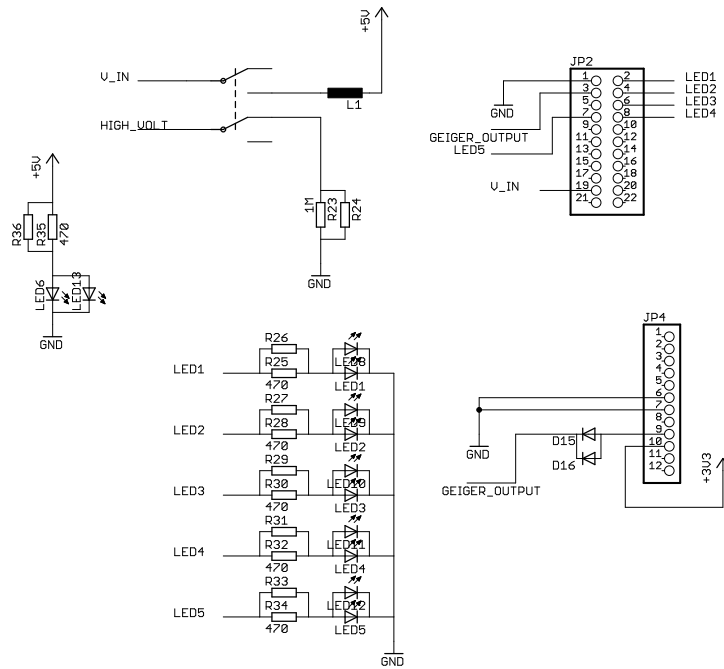 +5V
V_IN
L1
HIGH_VOLT
1M
R23
R24
GND
JP2
1 2 LED1
3 4 LED2
5 6 LED3
7 8 LED4
9 10
11 12
13 14
15 16
17 18
19 20
21 22
GND
GEIGER_OUTPUT
LED5
V_IN
+5V
R36
R35
470
LED6
LED13
GND
R26
LED8
LED1
R25
470
LED1
R27
LED9
LED2
R28
470
LED2
R29
LED10
LED3
R30
470
LED3
R31
LED11
LED4
R32
470
LED4
R33
LED12
LED5
R34
470
LED5
GND
JP4
1
2
3
4
5
6
7
8
9
10
11
12
GND
D15
D16
GEIGER_OUTPUT
+3V3